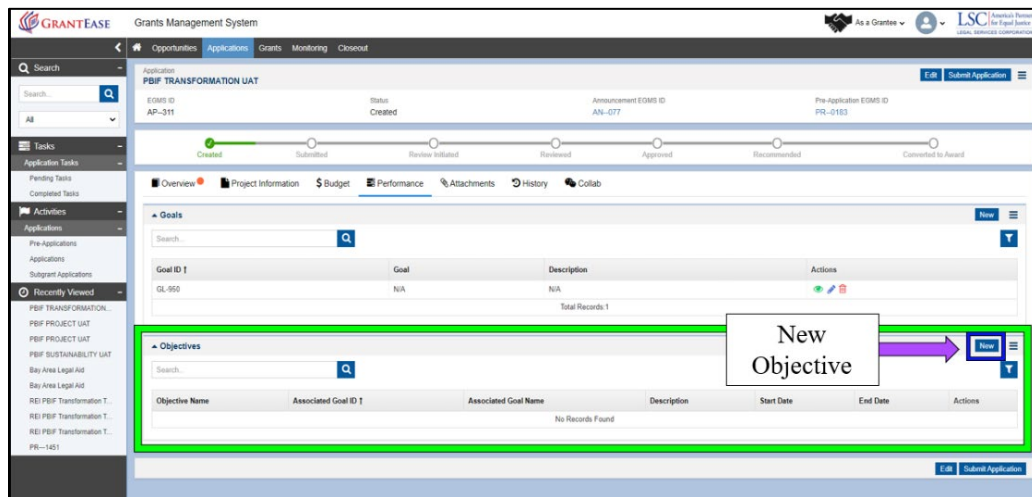 GRANTEASE Grants Management System As a Grantee LSC America's Partner for Equal Justice LEGAL SERVICES CORPORATION
Opportunities Applications Grants Monitoring Closeout
Search
Search...
All
Tasks
Application Tasks
Pending Tasks
Completed Tasks
Activities
Applications
Pre-Applications
Applications
Subgrant Applications
Recently Viewed
PBIF TRANSFORMATION...
PBIF PROJECT UAT
PBIF PROJECT UAT
PBIF SUSTAINABILITY UAT
Bay Area Legal Aid
Bay Area Legal Aid
REI PBIF Transformation T...
REI PBIF Transformation T...
REI PBIF Transformation T...
PR---1451
Application
PBIF TRANSFORMATION UAT Edit Submit Application
EGMS ID Status Announcement EGMS ID Pre-Application EGMS ID
AP--311 Created AN--077 PR--0183
Created Submitted Review Initiated Reviewed Approved Recommended Converted to Award
Overview Project Information $ Budget Performance Attachments History Collab
Goals New
Search...
Goal ID ↑ Goal Description Actions
GL-950 N/A N/A
Total Records:1
Objectives New
New
Objective
Search...
Objective Name Associated Goal ID ↑ Associated Goal Name Description Start Date End Date Actions
No Records Found
Edit Submit Application